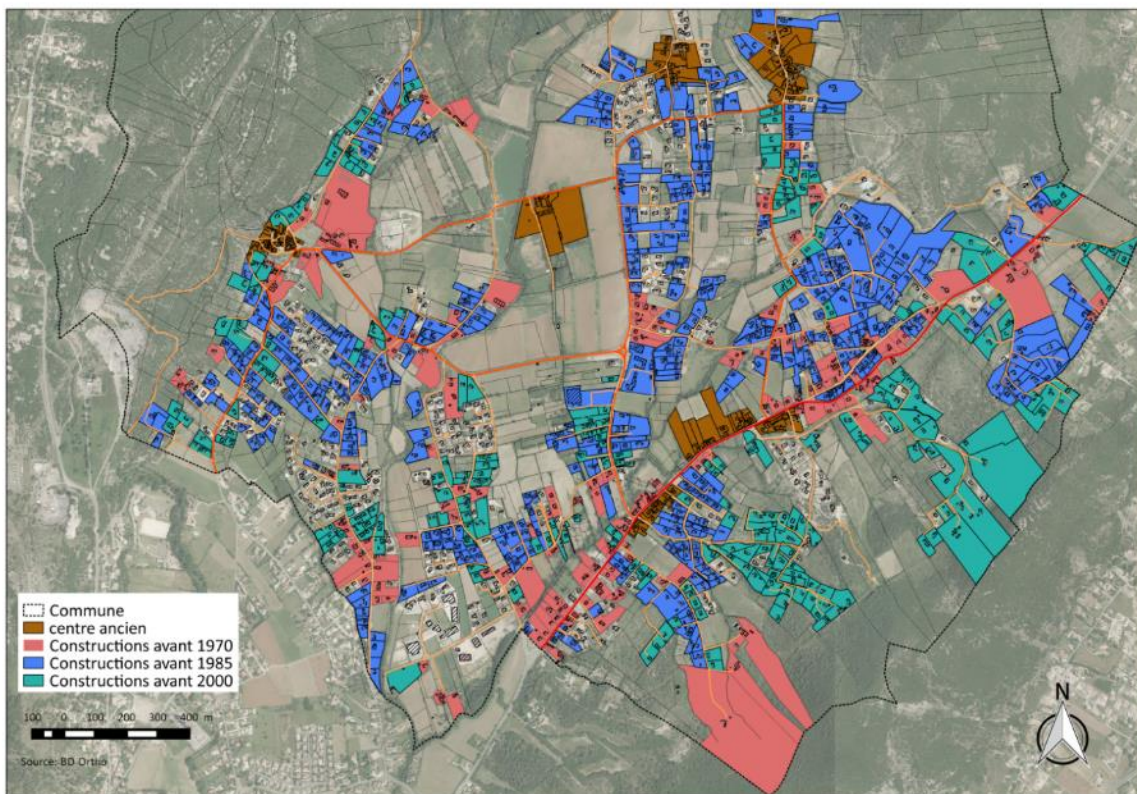 Commune
centre ancien
Constructions avant 1970
Constructions avant 1985
Constructions avant 2000
100 0 100 200 300 400 m
Source: BD Ortho
N